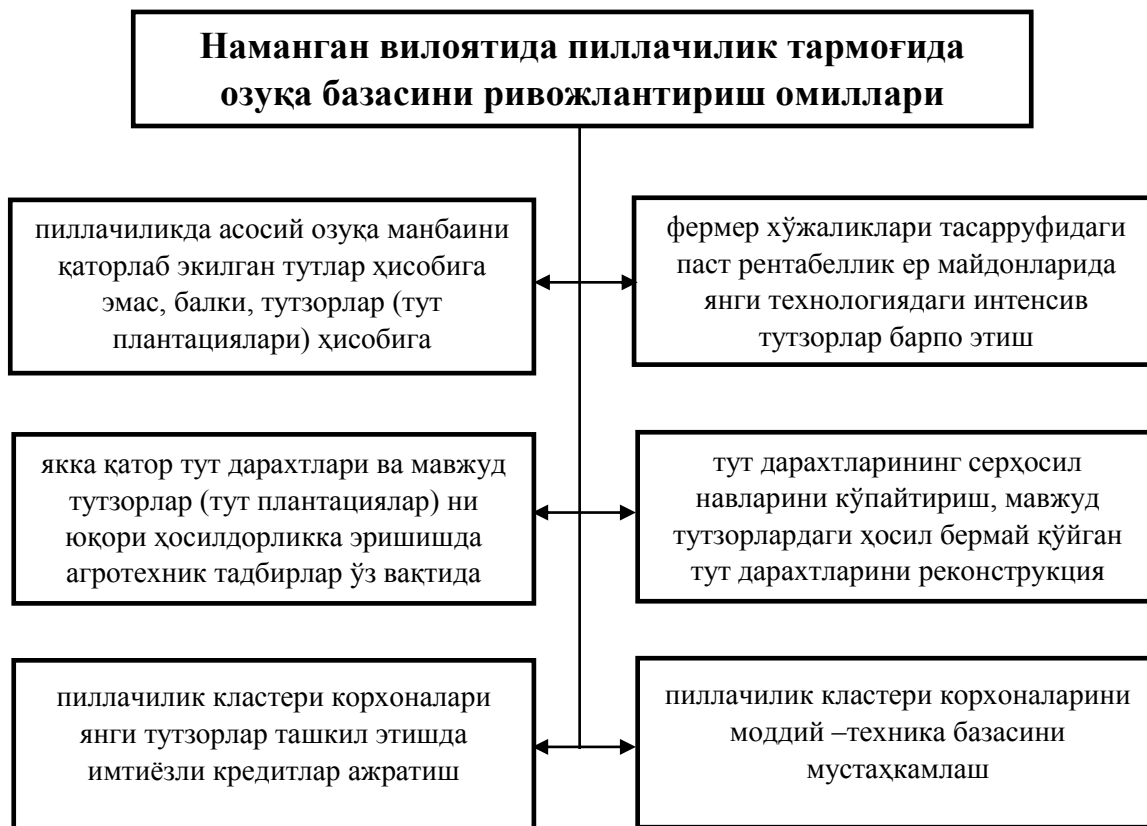 Наманган вилоятида пиллачилик тармоғида
озуқа базасини ривожлантириш омиллари
пиллачиликда асосий озуқа манбаини
қаторлаб экилган тутлар ҳисобига
эмас, балки, тутзорлар (тут
плантациялари) ҳисобига
фермер хўжаликлари тасарруфидаги
паст рентабеллик ер майдонларида
янги технологиядаги интенсив
тутзорлар барпо этиш
якка қатор тут дарахтлари ва мавжуд
тутзорлар (тут плантациялар) ни
юқори ҳосилдорликка эришишда
агротехник тадбирлар ўз вақтида
тут дарахтларининг серҳосил
навларини кўпайтириш, мавжуд
тутзорлардаги ҳосил бермай қўйган
тут дарахтларини реконструкция
пиллачилик кластери корхоналари
янги тутзорлар ташкил этишда
имтиёзли кредитлар ажратиш
пиллачилик кластери корхоналарини
моддий –техника базасини
мустаҳкамлаш